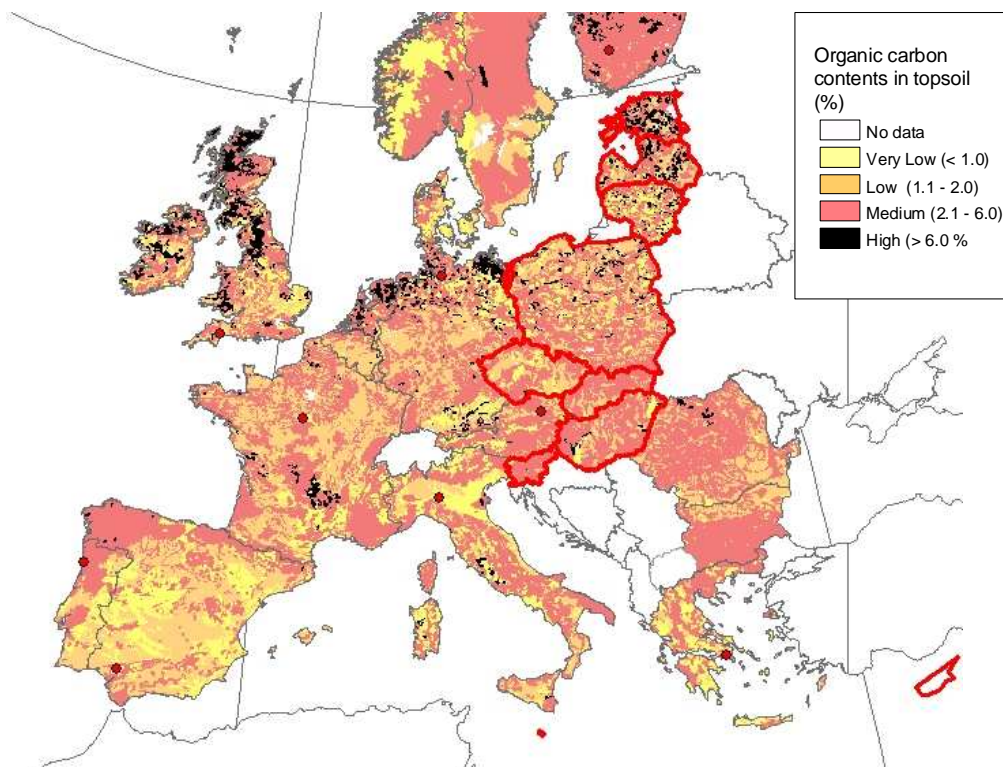 Organic carbon
contents in topsoil
(%)
No data
Very Low (< 1.0)
Low (1.1 - 2.0)
Medium (2.1 - 6.0)
High (> 6.0 %